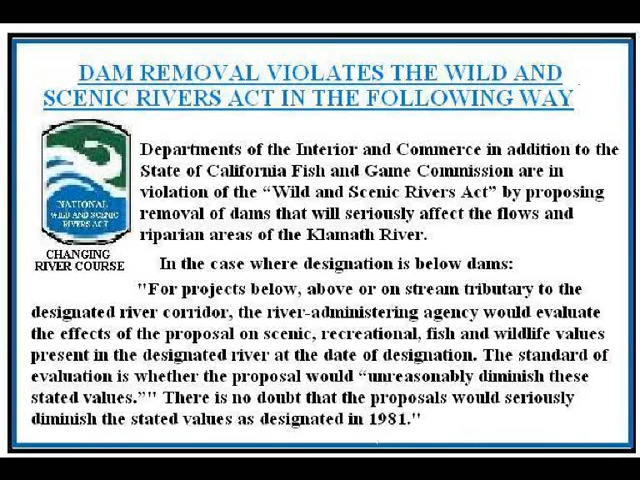 DAM REMOVAL VIOLATES THE WILD AND
SCENIC RIVERS ACT IN THE FOLLOWING WAY
NATIONAL
WILD AND SCENIC
RIVERS ACT
CHANGING
RIVER COURSE
Departments of the Interior and Commerce in addition to the
State of California Fish and Game Commission are in
violation of the “Wild and Scenic Rivers Act” by proposing
removal of dams that will seriously affect the flows and
riparian areas of the Klamath River.
In the case where designation is below dams:
"For projects below, above or on stream tributary to the
designated river corridor, the river-administering agency would evaluate
the effects of the proposal on scenic, recreational, fish and wildlife values
present in the designated river at the date of designation. The standard of
evaluation is whether the proposal would “unreasonably diminish these
stated values.”" There is no doubt that the proposals would seriously
diminish the stated values as designated in 1981."